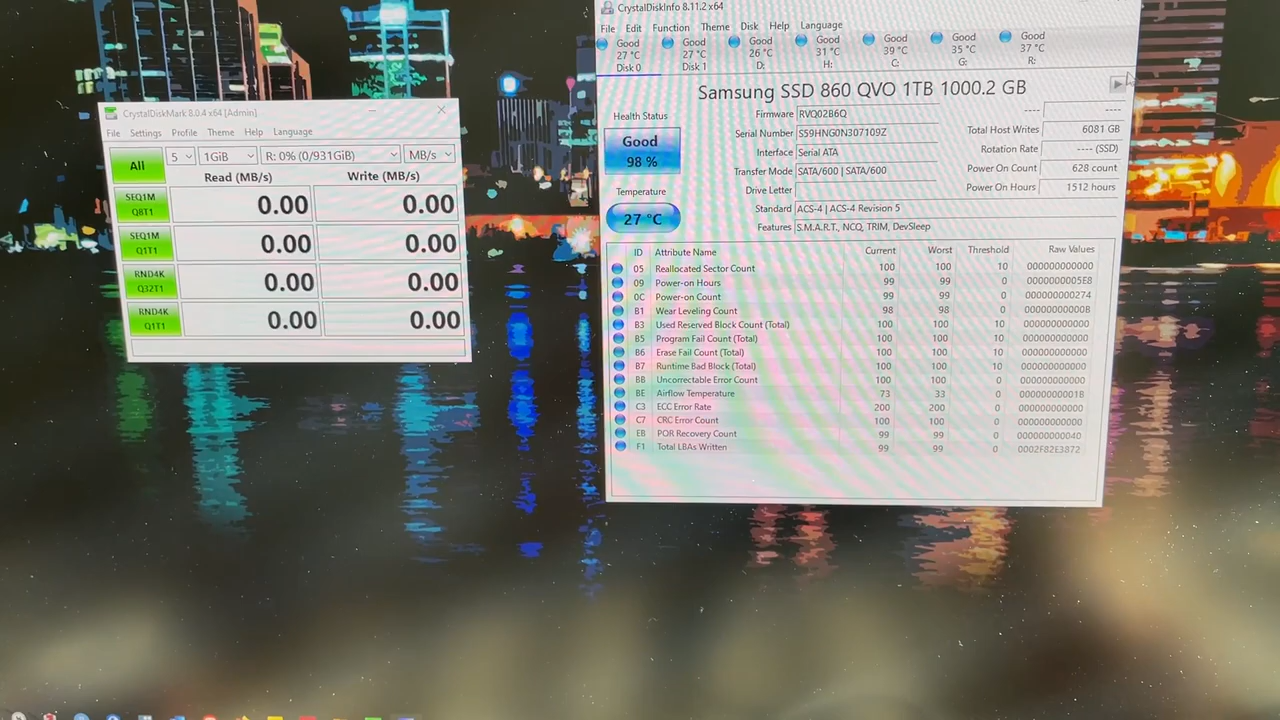 CrystalDiskMark 8.0.4 x64 [Admin]
File Settings Profile Theme Help Language
All 5 1GiB R: 0% (0/931GiB) MB/s
Read (MB/s) Write (MB/s)
SEQ1M Q8T1 0.00 0.00
SEQ1M Q1T1 0.00 0.00
RND4K Q32T1 0.00 0.00
RND4K Q1T1 0.00 0.00
CrystalDiskInfo 8.11.2 x64
File Edit Function Theme Disk Help Language
Good Good Good Good Good Good Good
27 °C 27 °C 26 °C 31 °C 39 °C 35 °C 37 °C
Disk 0 Disk 1 D: H: C: G: R:
Samsung SSD 860 QVO 1TB 1000.2 GB
Health Status
Good
98 %
Temperature
27 °C
Firmware RVQ02B6Q ---- ----
Serial Number S59HNG0N307109Z Total Host Writes 6081 GB
Interface Serial ATA Rotation Rate ---- (SSD)
Transfer Mode SATA/600 | SATA/600 Power On Count 628 count
Drive Letter Power On Hours 1512 hours
Standard ACS-4 | ACS-4 Revision 5
Features S.M.A.R.T., NCQ, TRIM, DevSleep
ID Attribute Name Current Worst Threshold Raw Values
05 Reallocated Sector Count 100 100 10 000000000000
09 Power-on Hours 99 99 0 0000000005E8
0C Power-on Count 99 99 0 000000000274
B1 Wear Leveling Count 98 98 0 00000000000B
B3 Used Reserved Block Count (Total) 100 100 10 000000000000
B5 Program Fail Count (Total) 100 100 10 000000000000
B6 Erase Fail Count (Total) 100 100 10 000000000000
B7 Runtime Bad Block (Total) 100 100 10 000000000000
BB Uncorrectable Error Count 100 100 0 000000000000
BE Airflow Temperature 73 33 0 00000000001B
C3 ECC Error Rate 200 200 0 000000000000
C7 CRC Error Count 100 100 0 000000000000
EB POR Recovery Count 99 99 0 000000000040
F1 Total LBAs Written 99 99 0 0002F82E3872